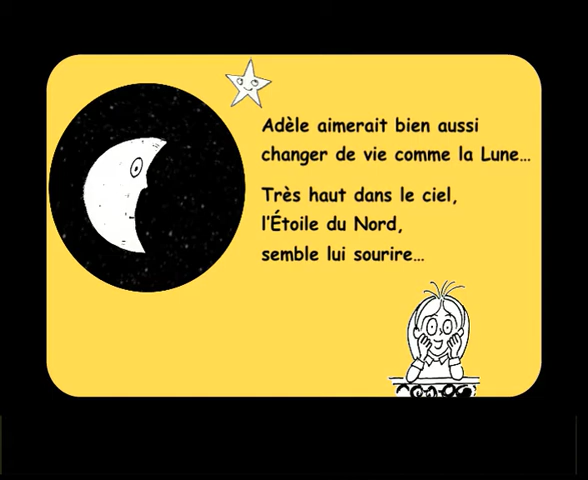 Adèle aimerait bien aussi
changer de vie comme la Lune...
Très haut dans le ciel,
l'Étoile du Nord,
semble lui sourire...